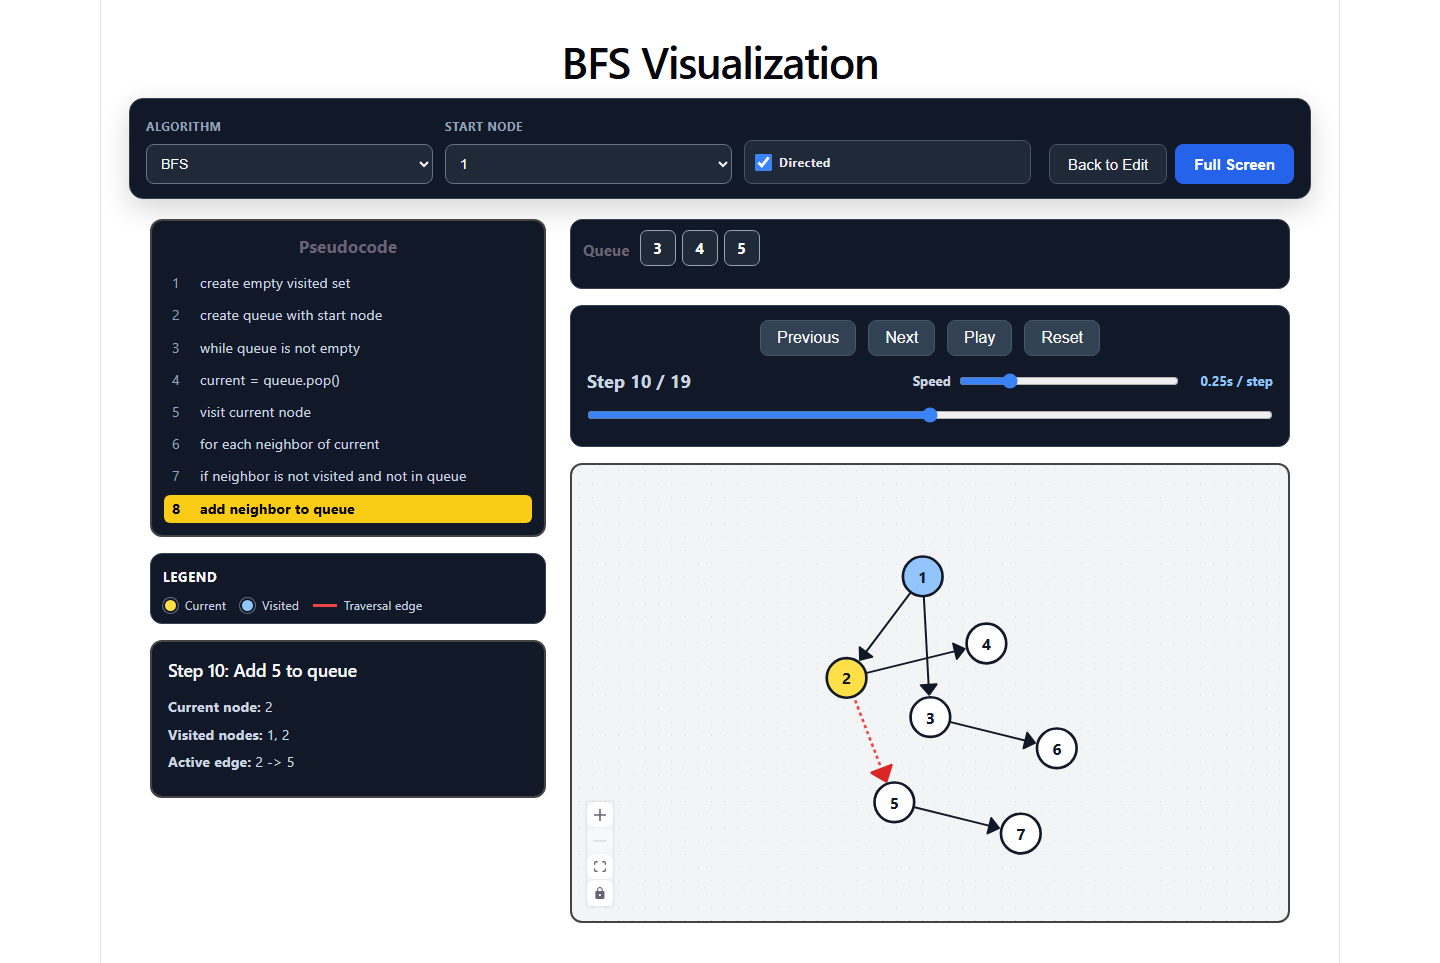 BFS Visualization
ALGORITHM
START NODE
BFS
1
Directed
Back to Edit
Full Screen
Pseudocode
1 create empty visited set
2 create queue with start node
3 while queue is not empty
4 current = queue.pop()
5 visit current node
6 for each neighbor of current
7 if neighbor is not visited and not in queue
8 add neighbor to queue
LEGEND
Current Visited Traversal edge
Step 10: Add 5 to queue
Current node: 2
Visited nodes: 1, 2
Active edge: 2 -> 5
Queue 3 4 5
Previous Next Play Reset
Step 10 / 19 Speed 0.25s / step
1
4
2
3
6
5
7